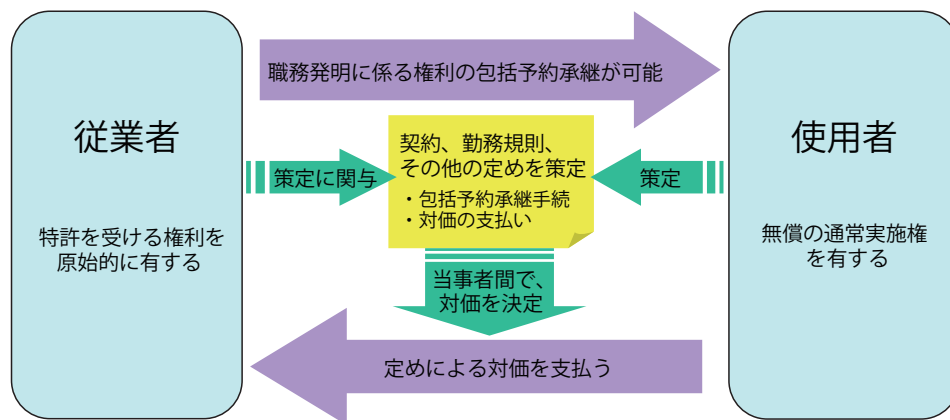 職務発明に係る権利の包括予約承継が可能
従業者
特許を受ける権利を
原始的に有する
策定に関与
契約、勤務規則、
その他の定めを策定
・包括予約承継手続
・対価の支払い
策定
使用者
無償の通常実施権
を有する
当事者間で、
対価を決定
定めによる対価を支払う